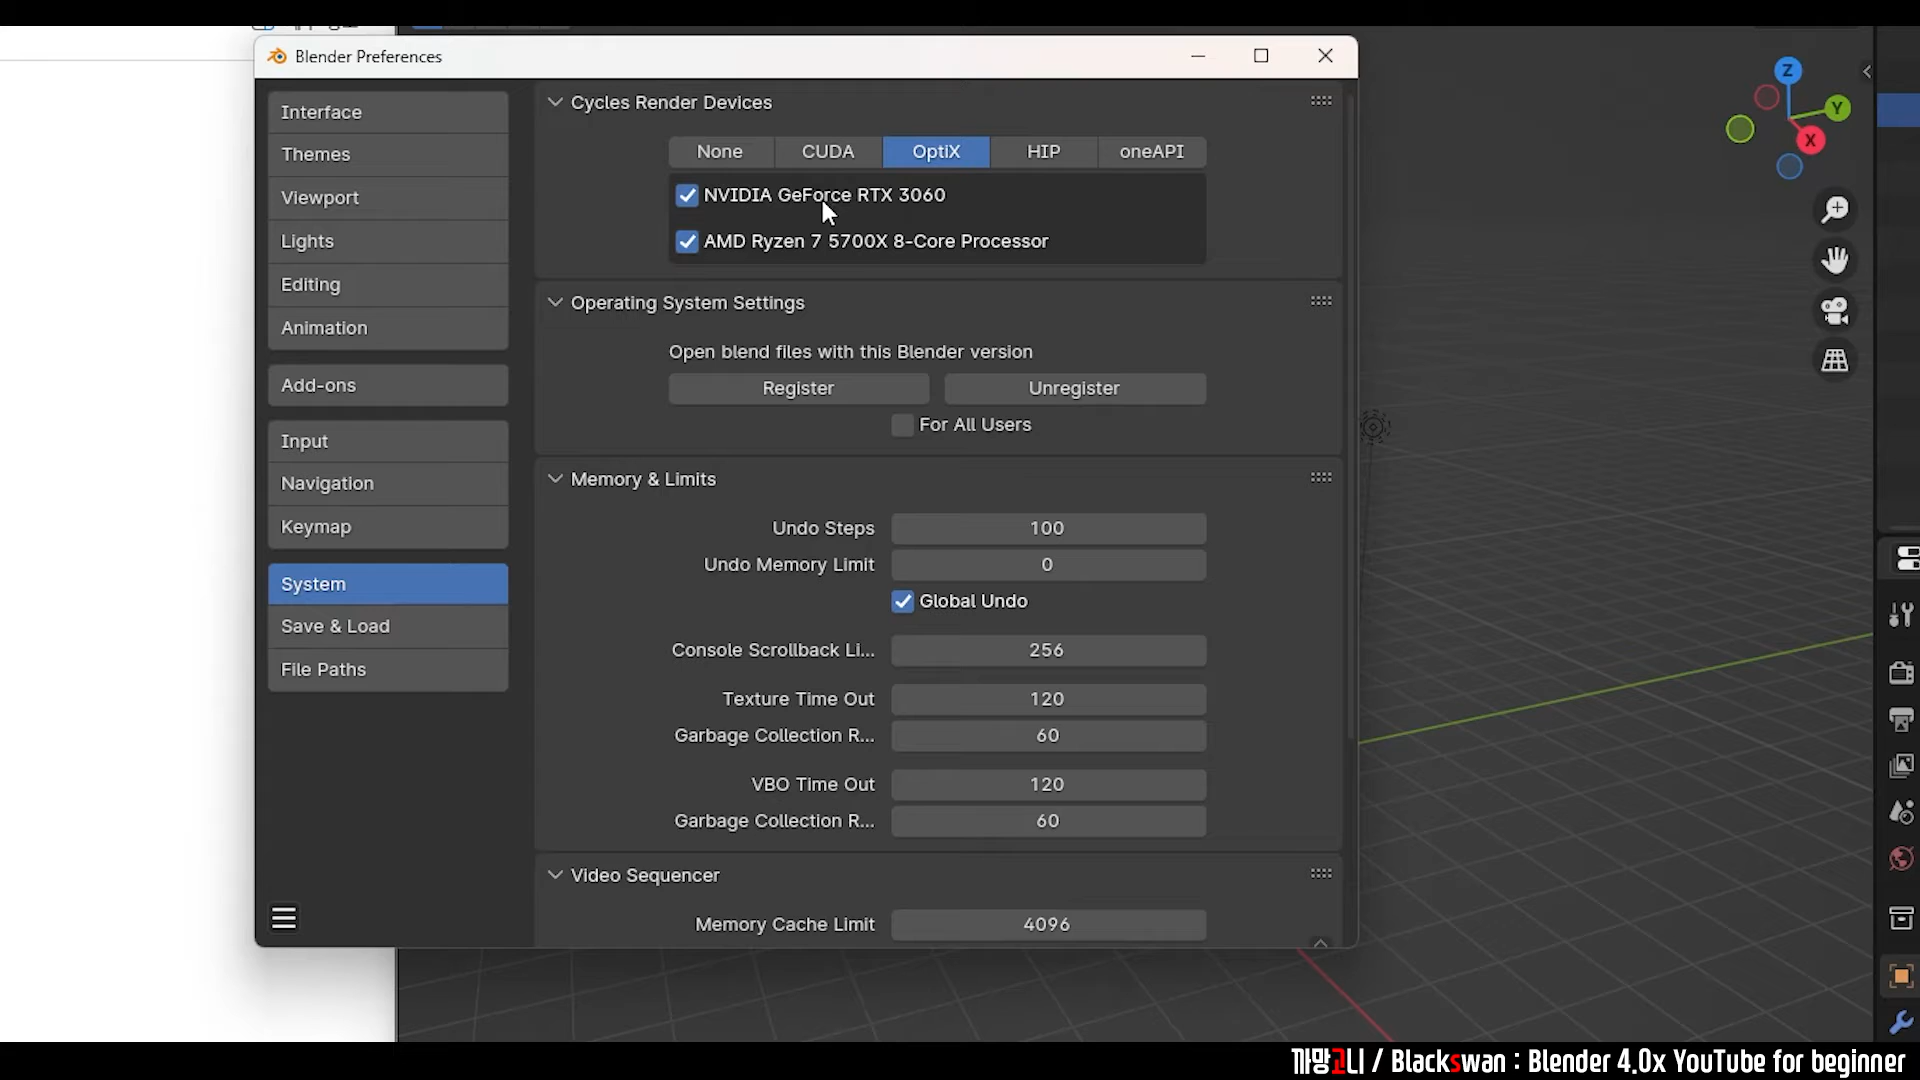 Blender Preferences
Interface
Themes
Viewport
Lights
Editing
Animation
Add-ons
Input
Navigation
Keymap
System
Save & Load
File Paths
Cycles Render Devices
None CUDA OptiX HIP oneAPI
NVIDIA GeForce RTX 3060
AMD Ryzen 7 5700X 8-Core Processor
Operating System Settings
Open blend files with this Blender version
Register Unregister
For All Users
Memory & Limits
Undo Steps 100
Undo Memory Limit 0
Global Undo
Console Scrollback Li... 256
Texture Time Out 120
Garbage Collection R... 60
VBO Time Out 120
Garbage Collection R... 60
Video Sequencer
Memory Cache Limit 4096
Z
Y
X
까망고니 / Blackswan : Blender 4.0x YouTube for beginner